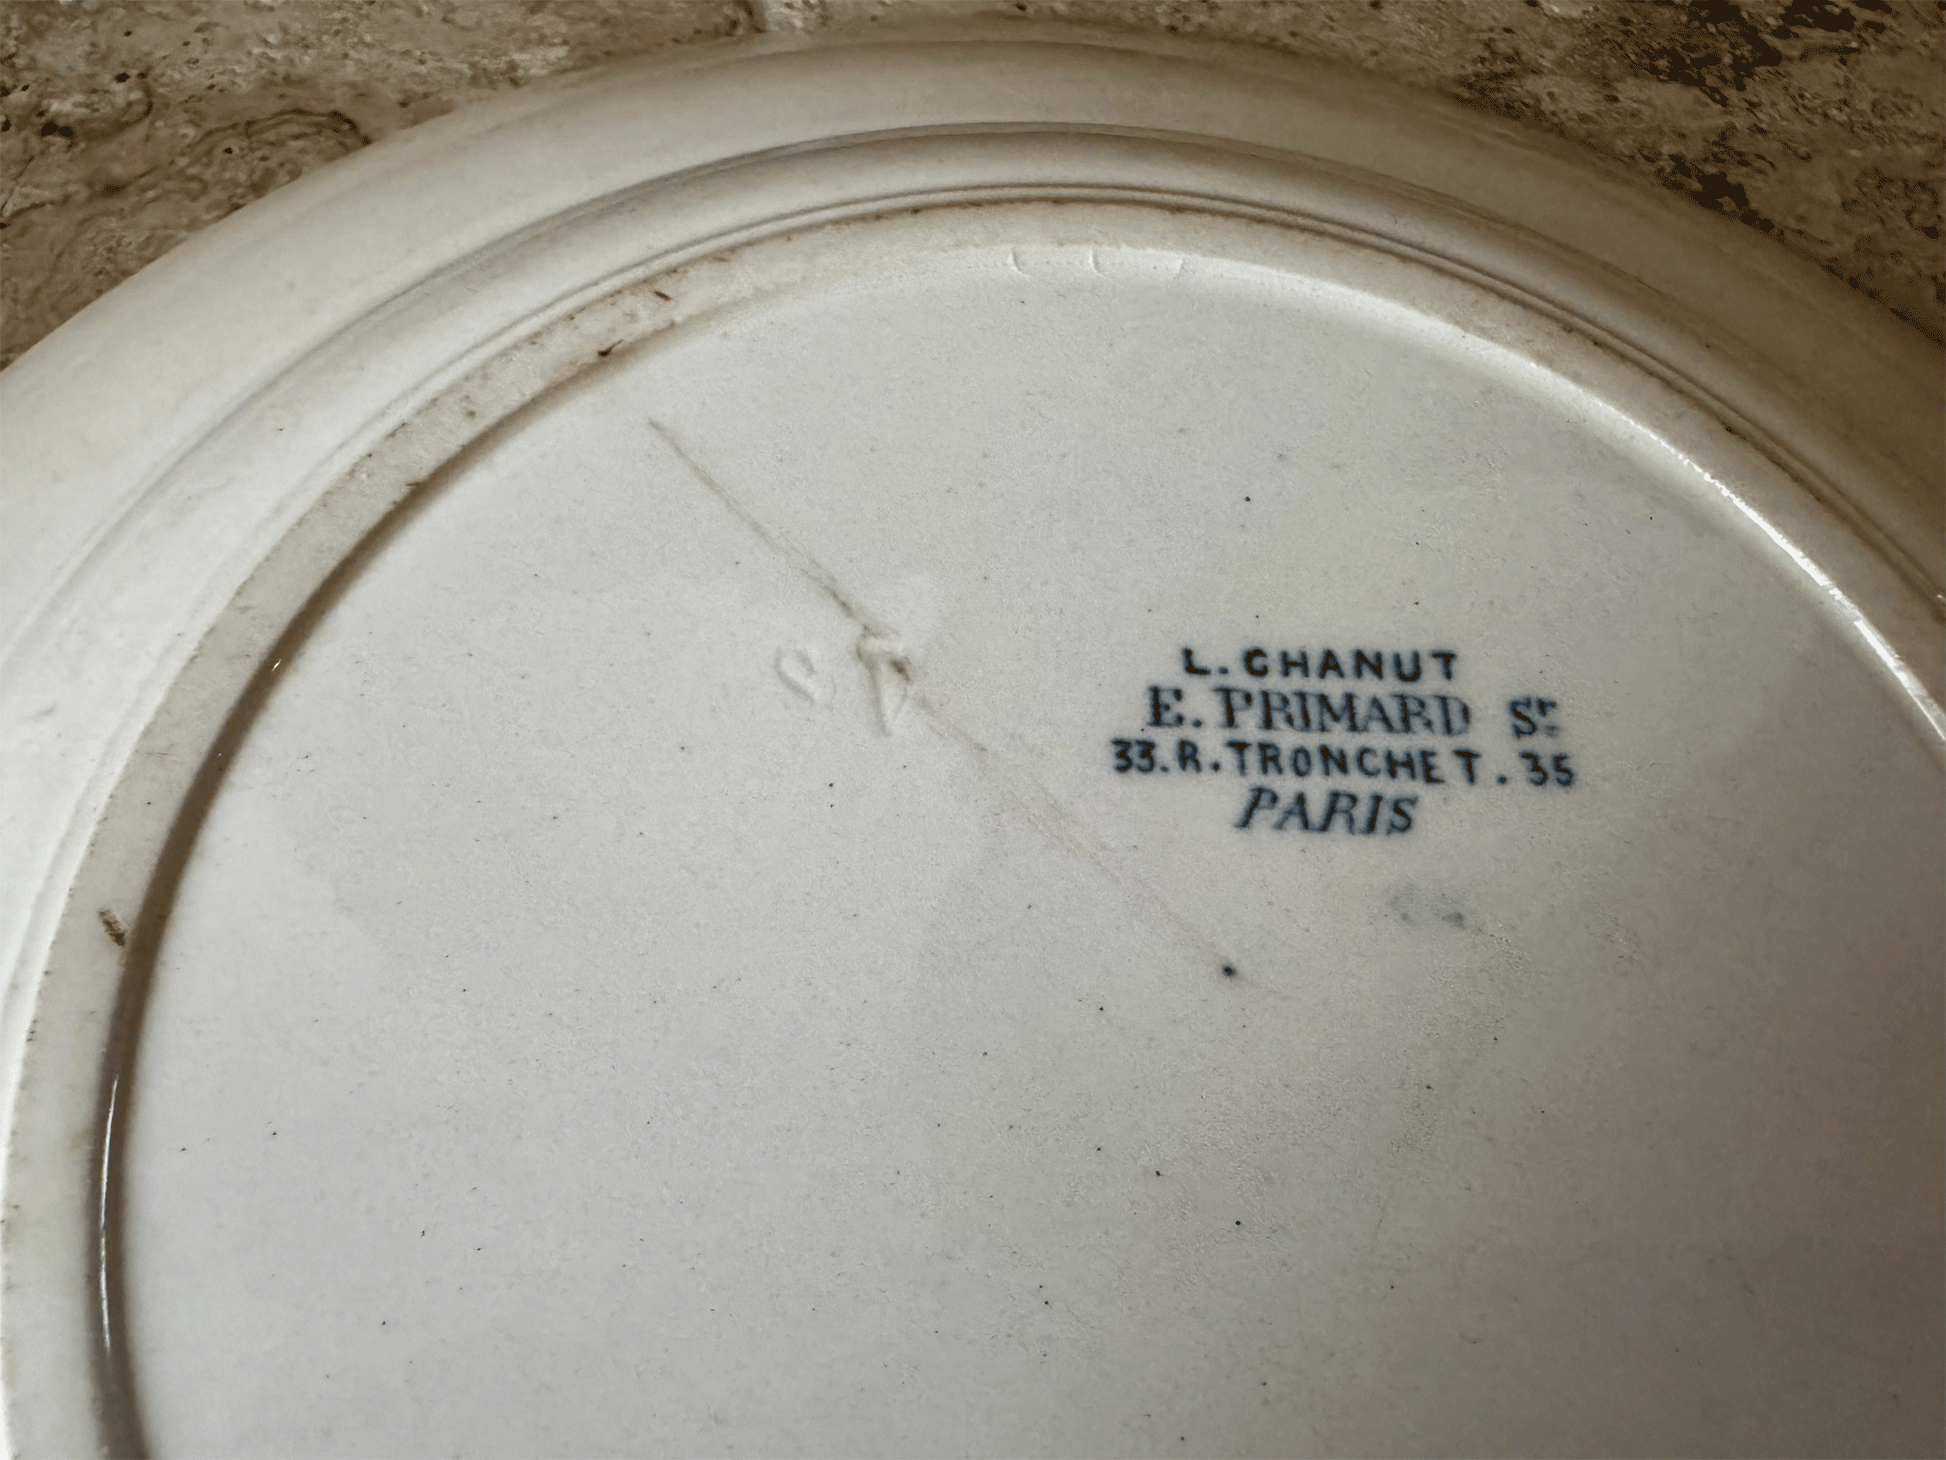 L. CHANUT
E. PRIMARD Sr
33. R. TRONCHET. 35
PARIS